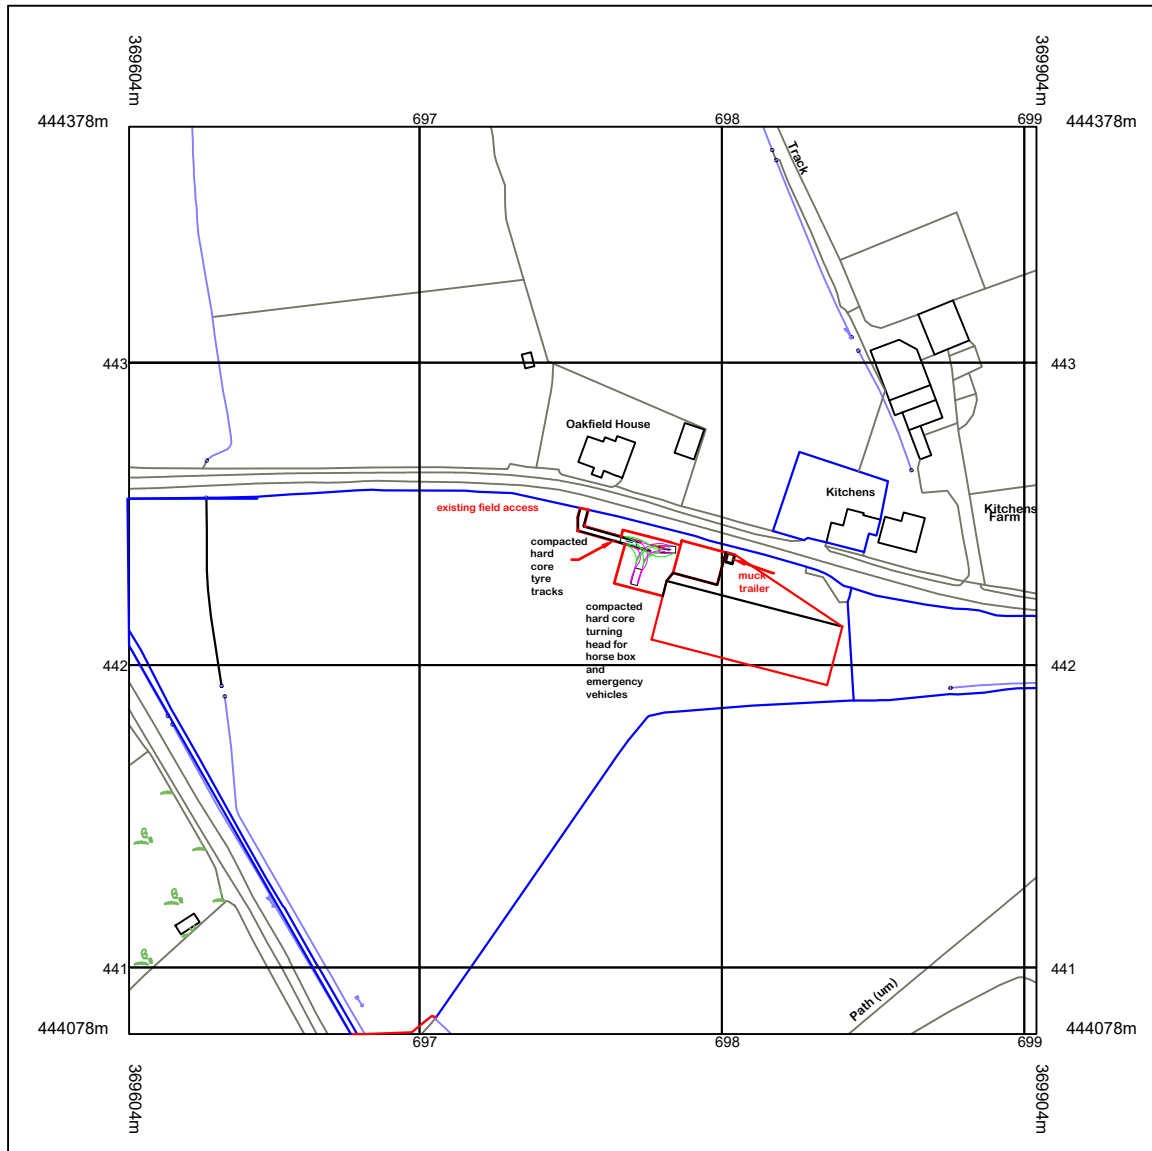 369604m
369904m
444378m
697
698
699
444378m
Track
443
443
Oakfield House
Kitchens
Kitchens
Farm
existing field access
compacted
hard
core
tyre
tracks
muck
trailer
compacted
hard core
turning
head for
horse box
and
emergency
vehicles
442
442
441
441
Path (um)
444078m
697
698
699
444078m
369604m
369904m